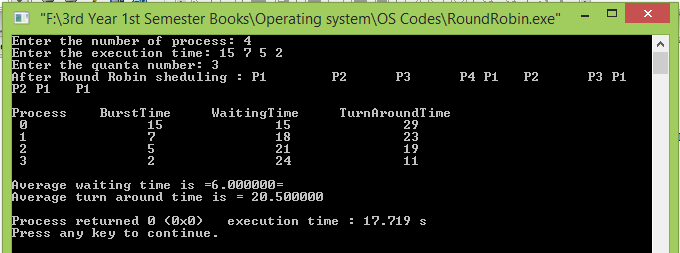 "F:\3rd Year 1st Semester Books\Operating system\OS Codes\RoundRobin.exe"
Enter the number of process: 4
Enter the execution time: 15 7 5 2
Enter the quanta number: 3
After Round Robin sheduling : P1 P2 P3 P4 P1 P2 P3 P1
P2 P1 P1
Process BurstTime WaitingTime TurnAroundTime
0 15 15 29
1 7 18 23
2 5 21 19
3 2 24 11
Average waiting time is =6.000000=
Average turn around time is = 20.500000
Process returned 0 (0x0) execution time : 17.719 s
Press any key to continue.